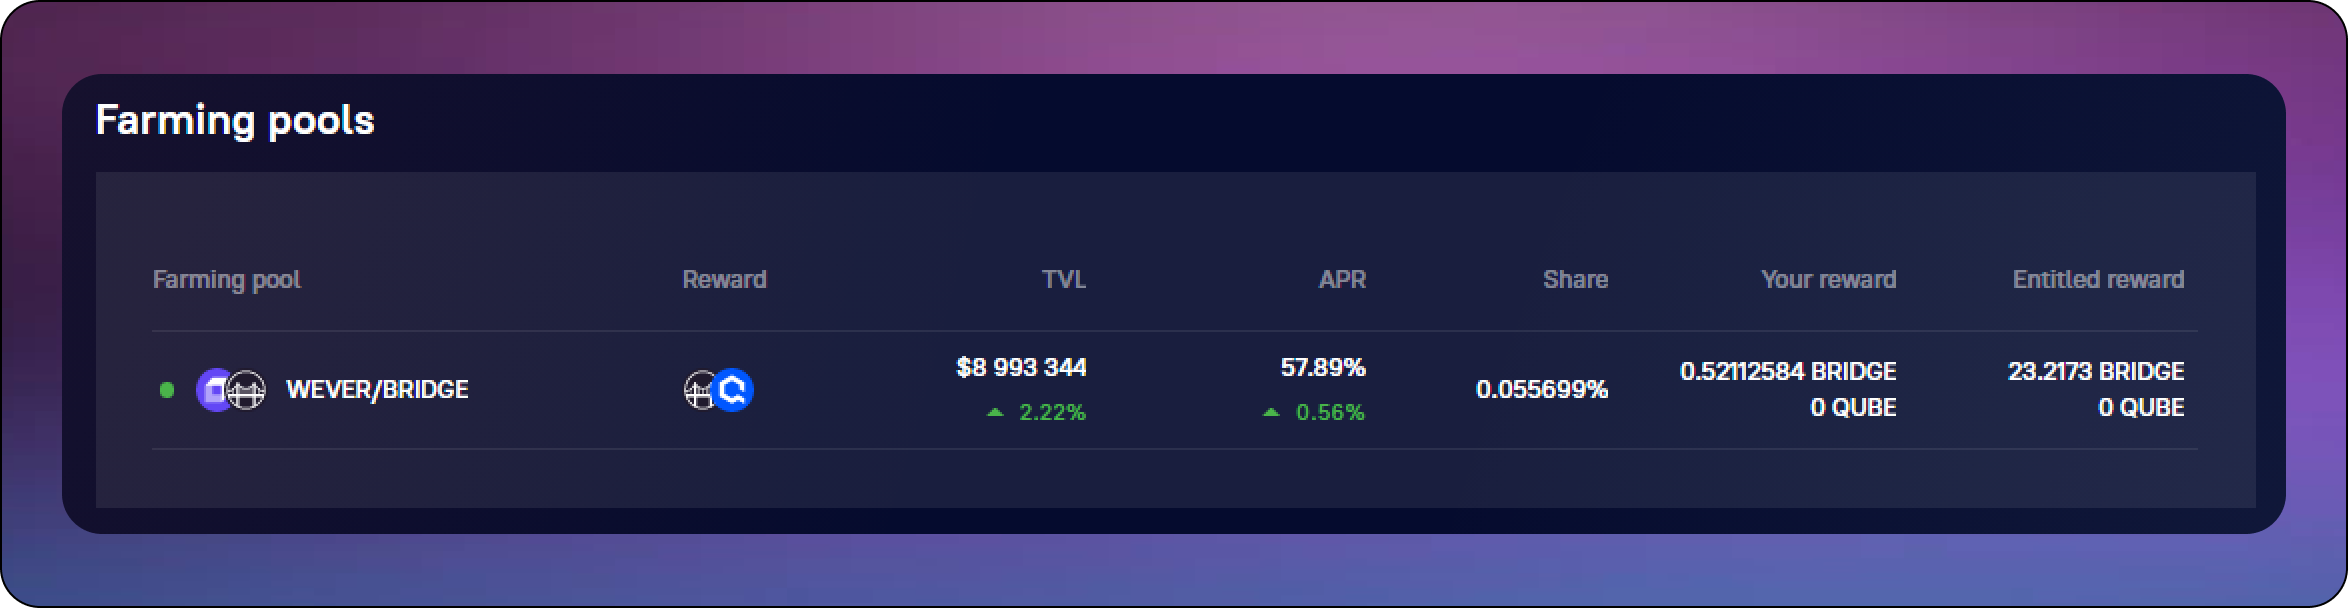 Farming pools
Farming pool Reward TVL APR Share Your reward Entitled reward
WEVER/BRIDGE $8 993 344 57.89% 0.055699% 0.52112584 BRIDGE 23.2173 BRIDGE
2.22% 0.56% 0 QUBE 0 QUBE